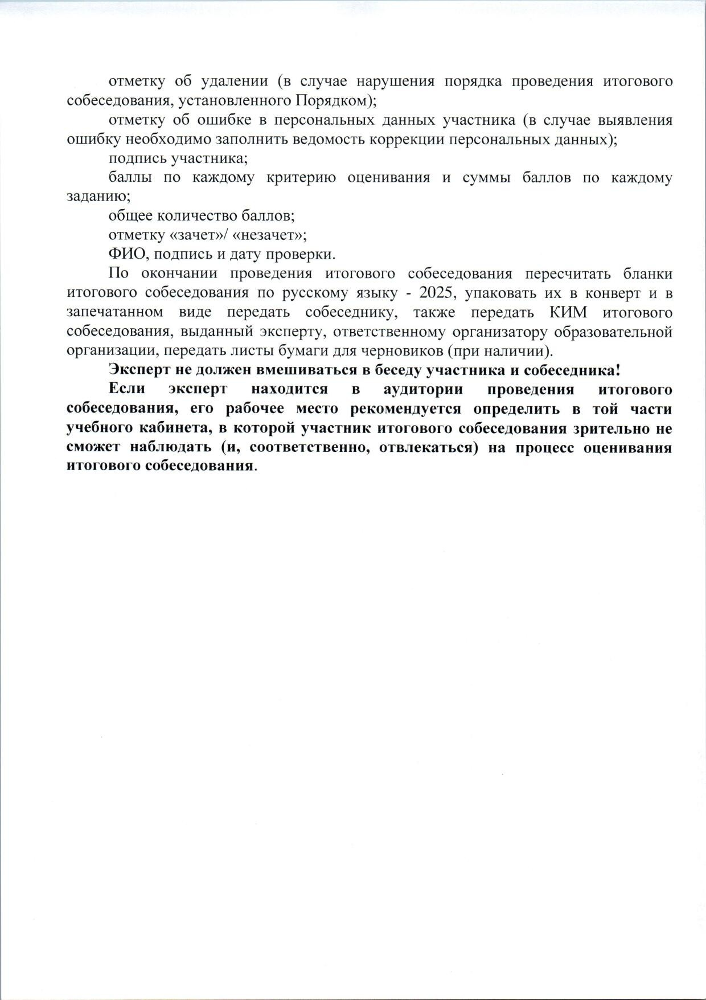 отметку об удалении (в случае нарушения порядка проведения итогового
собеседования, установленного Порядком);
отметку об ошибке в персональных данных участника (в случае выявления
ошибку необходимо заполнить ведомость коррекции персональных данных);
подпись участника;
баллы по каждому критерию оценивания и суммы баллов по каждому
заданию;
общее количество баллов;
отметку «зачет»/ «незачет»;
ФИО, подпись и дату проверки.
По окончании проведения итогового собеседования пересчитать бланки
итогового собеседования по русскому языку - 2025, упаковать их в конверт и в
запечатанном виде передать собеседнику, также передать КИМ итогового
собеседования, выданный эксперту, ответственному организатору образовательной
организации, передать листы бумаги для черновиков (при наличии).
Эксперт не должен вмешиваться в беседу участника и собеседника!
Если эксперт находится в аудитории проведения итогового
собеседования, его рабочее место рекомендуется определить в той части
учебного кабинета, в которой участник итогового собеседования зрительно не
сможет наблюдать (и, соответственно, отвлекаться) на процесс оценивания
итогового собеседования.